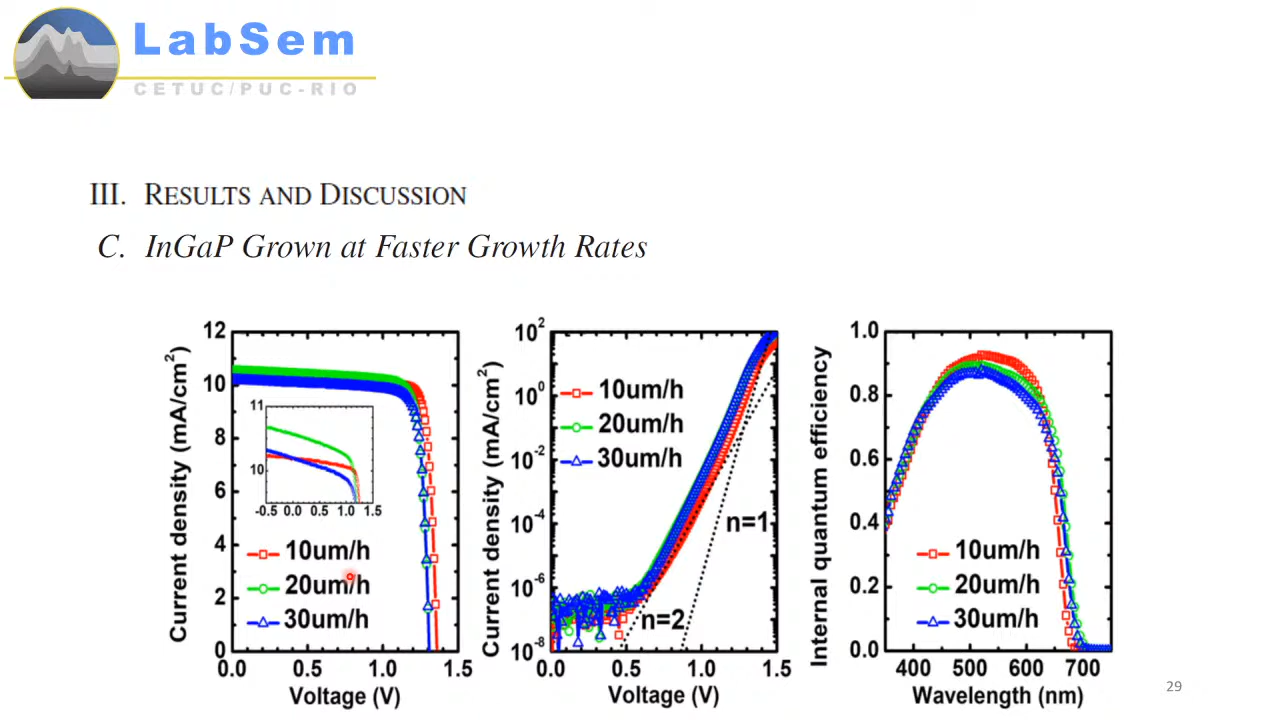 LabSem
CETUC/PUC-RIO
III. RESULTS AND DISCUSSION
C. InGaP Grown at Faster Growth Rates
Current density (mA/cm²)
12
10
8
6
4
2
0
11
10
-0.5 0.0 0.5 1.0 1.5
10um/h
20um/h
30um/h
0.0 0.5 1.0 1.5
Voltage (V)
Current density (mA/cm²)
10²
10⁰
10⁻²
10⁻⁴
10⁻⁶
10⁻⁸
10um/h
20um/h
30um/h
n=1
n=2
0.0 0.5 1.0 1.5
Voltage (V)
Internal quantum efficiency
1.0
0.8
0.6
0.4
0.2
0.0
10um/h
20um/h
30um/h
400 500 600 700
Wavelength (nm)
29